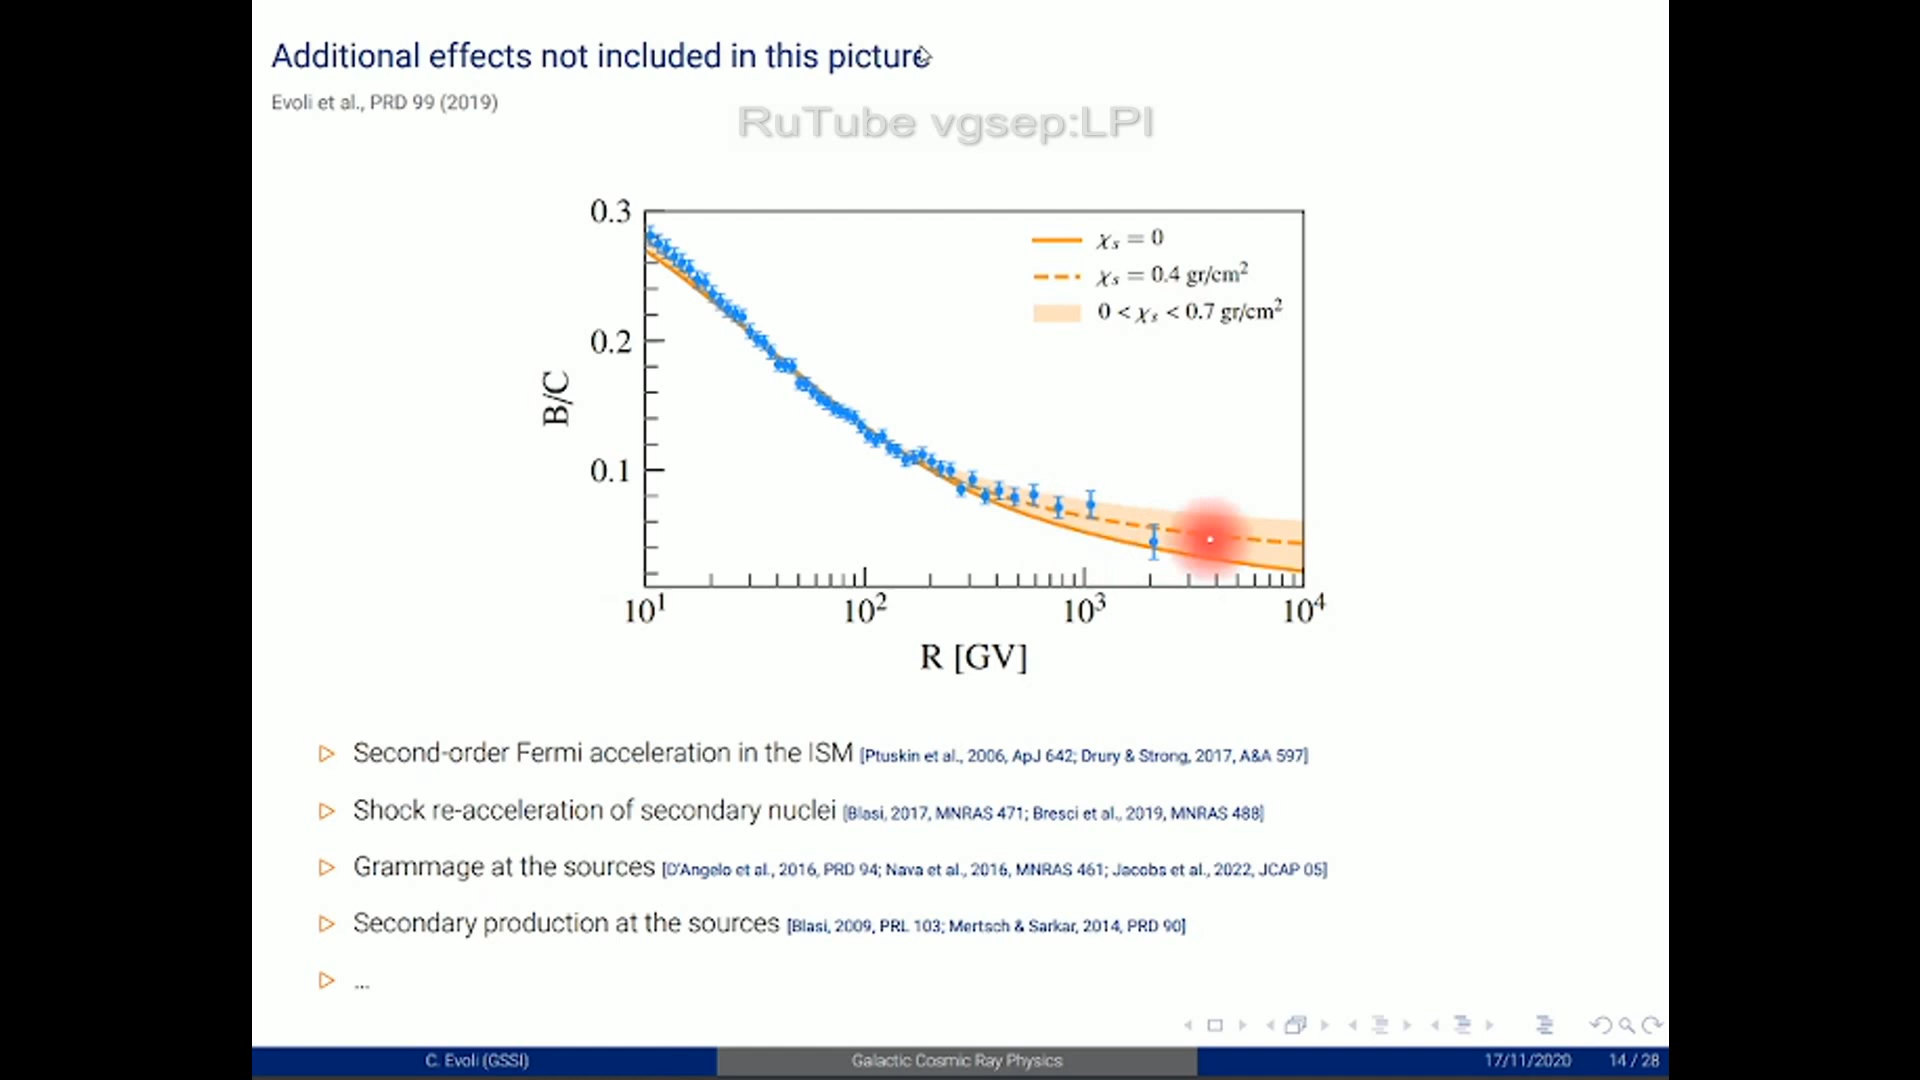 Additional effects not included in this picture
Evoli et al., PRD 99 (2019)
RuTube vgsep:LPI
0.3
0.2
0.1
B/C
χs = 0
χs = 0.4 gr/cm²
0 < χs < 0.7 gr/cm²
10¹ 10² 10³ 10⁴
R [GV]
Second-order Fermi acceleration in the ISM [Ptuskin et al., 2006, ApJ 642; Drury & Strong, 2017, A&A 597]
Shock re-acceleration of secondary nuclei [Blasi, 2017, MNRAS 471; Bresci et al., 2019, MNRAS 488]
Grammage at the sources [D'Angelo et al., 2016, PRD 94; Nava et al., 2016, MNRAS 461; Jacobs et al., 2022, JCAP 05]
Secondary production at the sources [Blasi, 2009, PRL 103; Mertsch & Sarkar, 2014, PRD 90]
...
C. Evoli (GSSI) Galactic Cosmic Ray Physics 17/11/2020 14 / 28